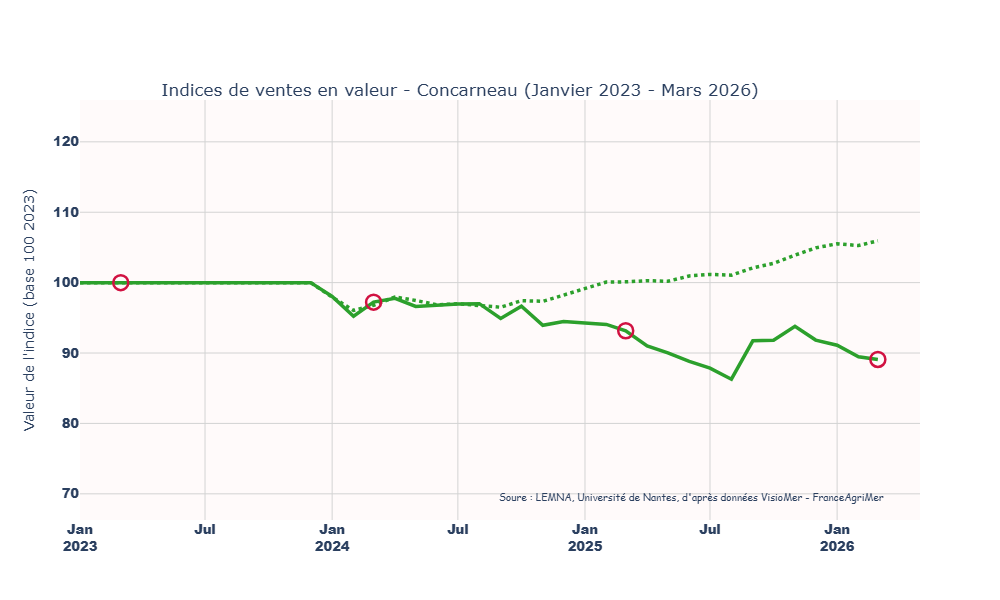 Indices de ventes en valeur - Concarneau (Janvier 2023 - Mars 2026)
Valeur de l'indice (base 100 2023)
120
110
100
90
80
70
Soure : LEMNA, Université de Nantes, d'après données VisioMer - FranceAgriMer
Jan Jul Jan Jul Jan Jul Jan
2023 2024 2025 2026